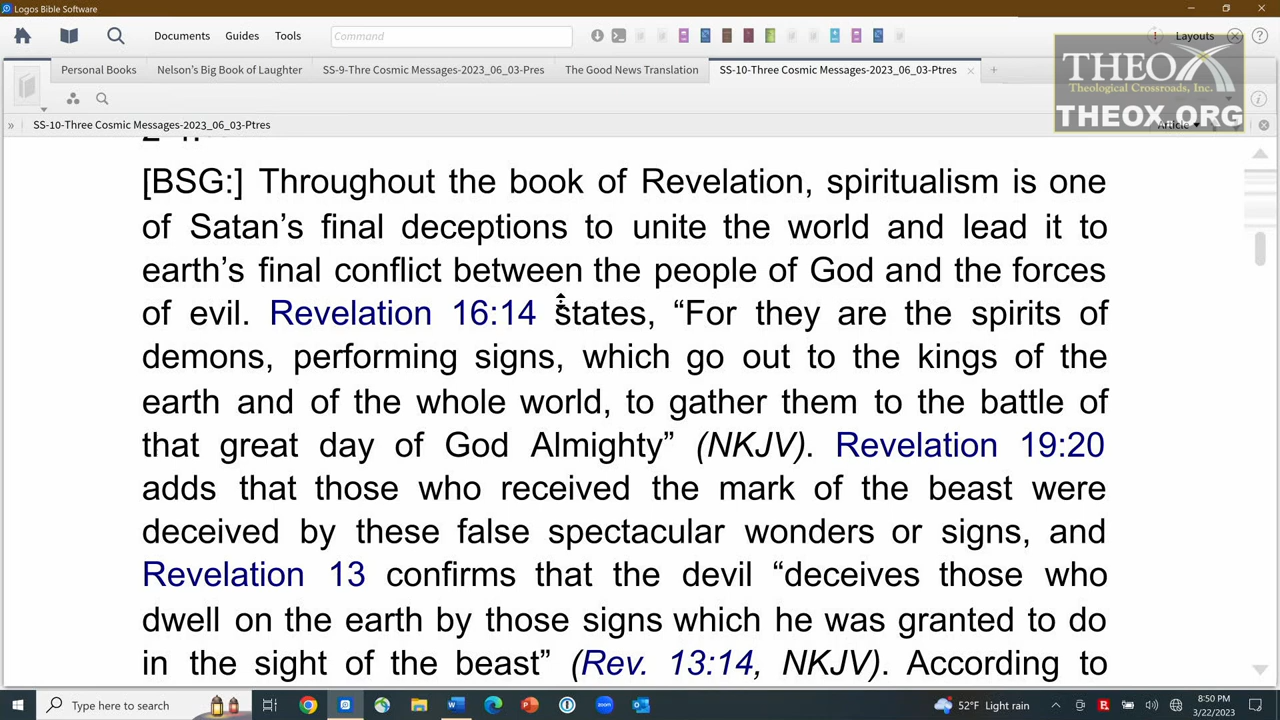 Logos Bible Software
Documents Guides Tools Command Layouts
THEOX
Theological Crossroads, Inc.
THEOX.ORG
Personal Books Nelson's Big Book of Laughter SS-9-Thre Cosmic Messages-2023_06_03-Ptres The Good News Translation SS-10-Three Cosmic Messages-2023_06_03-Ptres
SS-10-Three Cosmic Messages-2023_06_03-Ptres Article
[BSG:] Throughout the book of Revelation, spiritualism is one
of Satan’s final deceptions to unite the world and lead it to
earth’s final conflict between the people of God and the forces
of evil. Revelation 16:14 states, “For they are the spirits of
demons, performing signs, which go out to the kings of the
earth and of the whole world, to gather them to the battle of
that great day of God Almighty” (NKJV). Revelation 19:20
adds that those who received the mark of the beast were
deceived by these false spectacular wonders or signs, and
Revelation 13 confirms that the devil “deceives those who
dwell on the earth by those signs which he was granted to do
in the sight of the beast” (Rev. 13:14, NKJV). According to
Type here to search 52°F Light rain 8:50 PM
3/22/2023